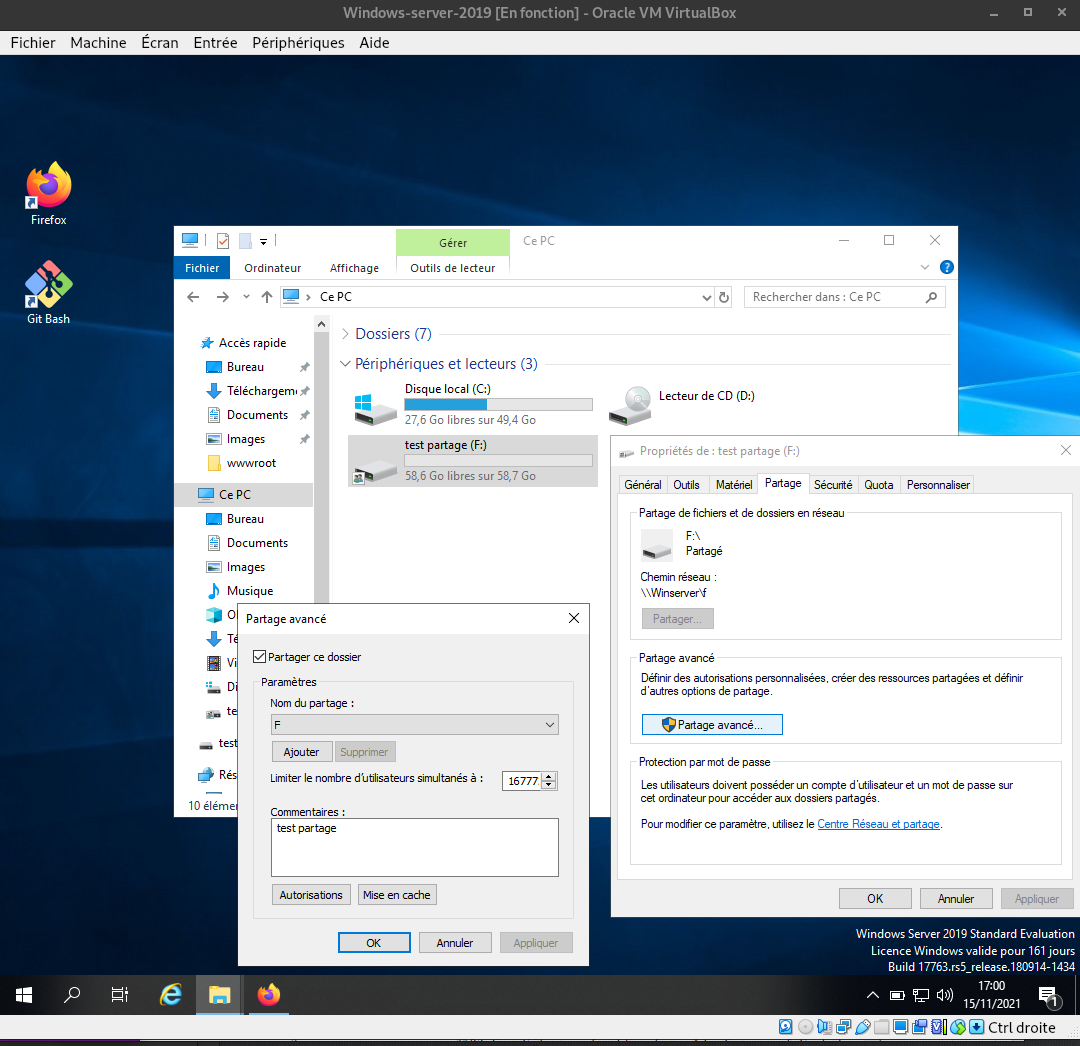 Windows-server-2019 [En fonction] - Oracle VM VirtualBox
Fichier Machine Écran Entrée Périphériques Aide
Firefox
Git Bash
Gérer
Ce PC
Fichier Ordinateur Affichage Outils de lecteur
Ce PC
Rechercher dans : Ce PC
Accès rapide
Bureau
Téléchargem
Documents
Images
wwwroot
Ce PC
Bureau
Documents
Images
Musique
Dossiers (7)
Périphériques et lecteurs (3)
Disque local (C:)
27,6 Go libres sur 49,4 Go
Lecteur de CD (D:)
test partage (F:)
58,6 Go libres sur 58,7 Go
10 élémen
Partage avancé
Partager ce dossier
Paramètres
Nom du partage :
F
Ajouter Supprimer
Limiter le nombre d'utilisateurs simultanés à : 16777
Commentaires :
test partage
Autorisations Mise en cache
OK Annuler Appliquer
Propriétés de : test partage (F:)
Général Outils Matériel Partage Sécurité Quota Personnaliser
Partage de fichiers et de dossiers en réseau
F:\
Partagé
Chemin réseau :
\\Winserver\f
Partager...
Partage avancé
Définir des autorisations personnalisées, créer des ressources partagées et définir
d'autres options de partage.
Partage avancé...
Protection par mot de passe
Les utilisateurs doivent posséder un compte d'utilisateur et un mot de passe sur
cet ordinateur pour accéder aux dossiers partagés.
Pour modifier ce paramètre, utilisez le Centre Réseau et partage.
OK Annuler Appliquer
Windows Server 2019 Standard Evaluation
Licence Windows valide pour 161 jours
Build 17763.rs5_release.180914-1434
17:00
15/11/2021
1
Ctrl droite